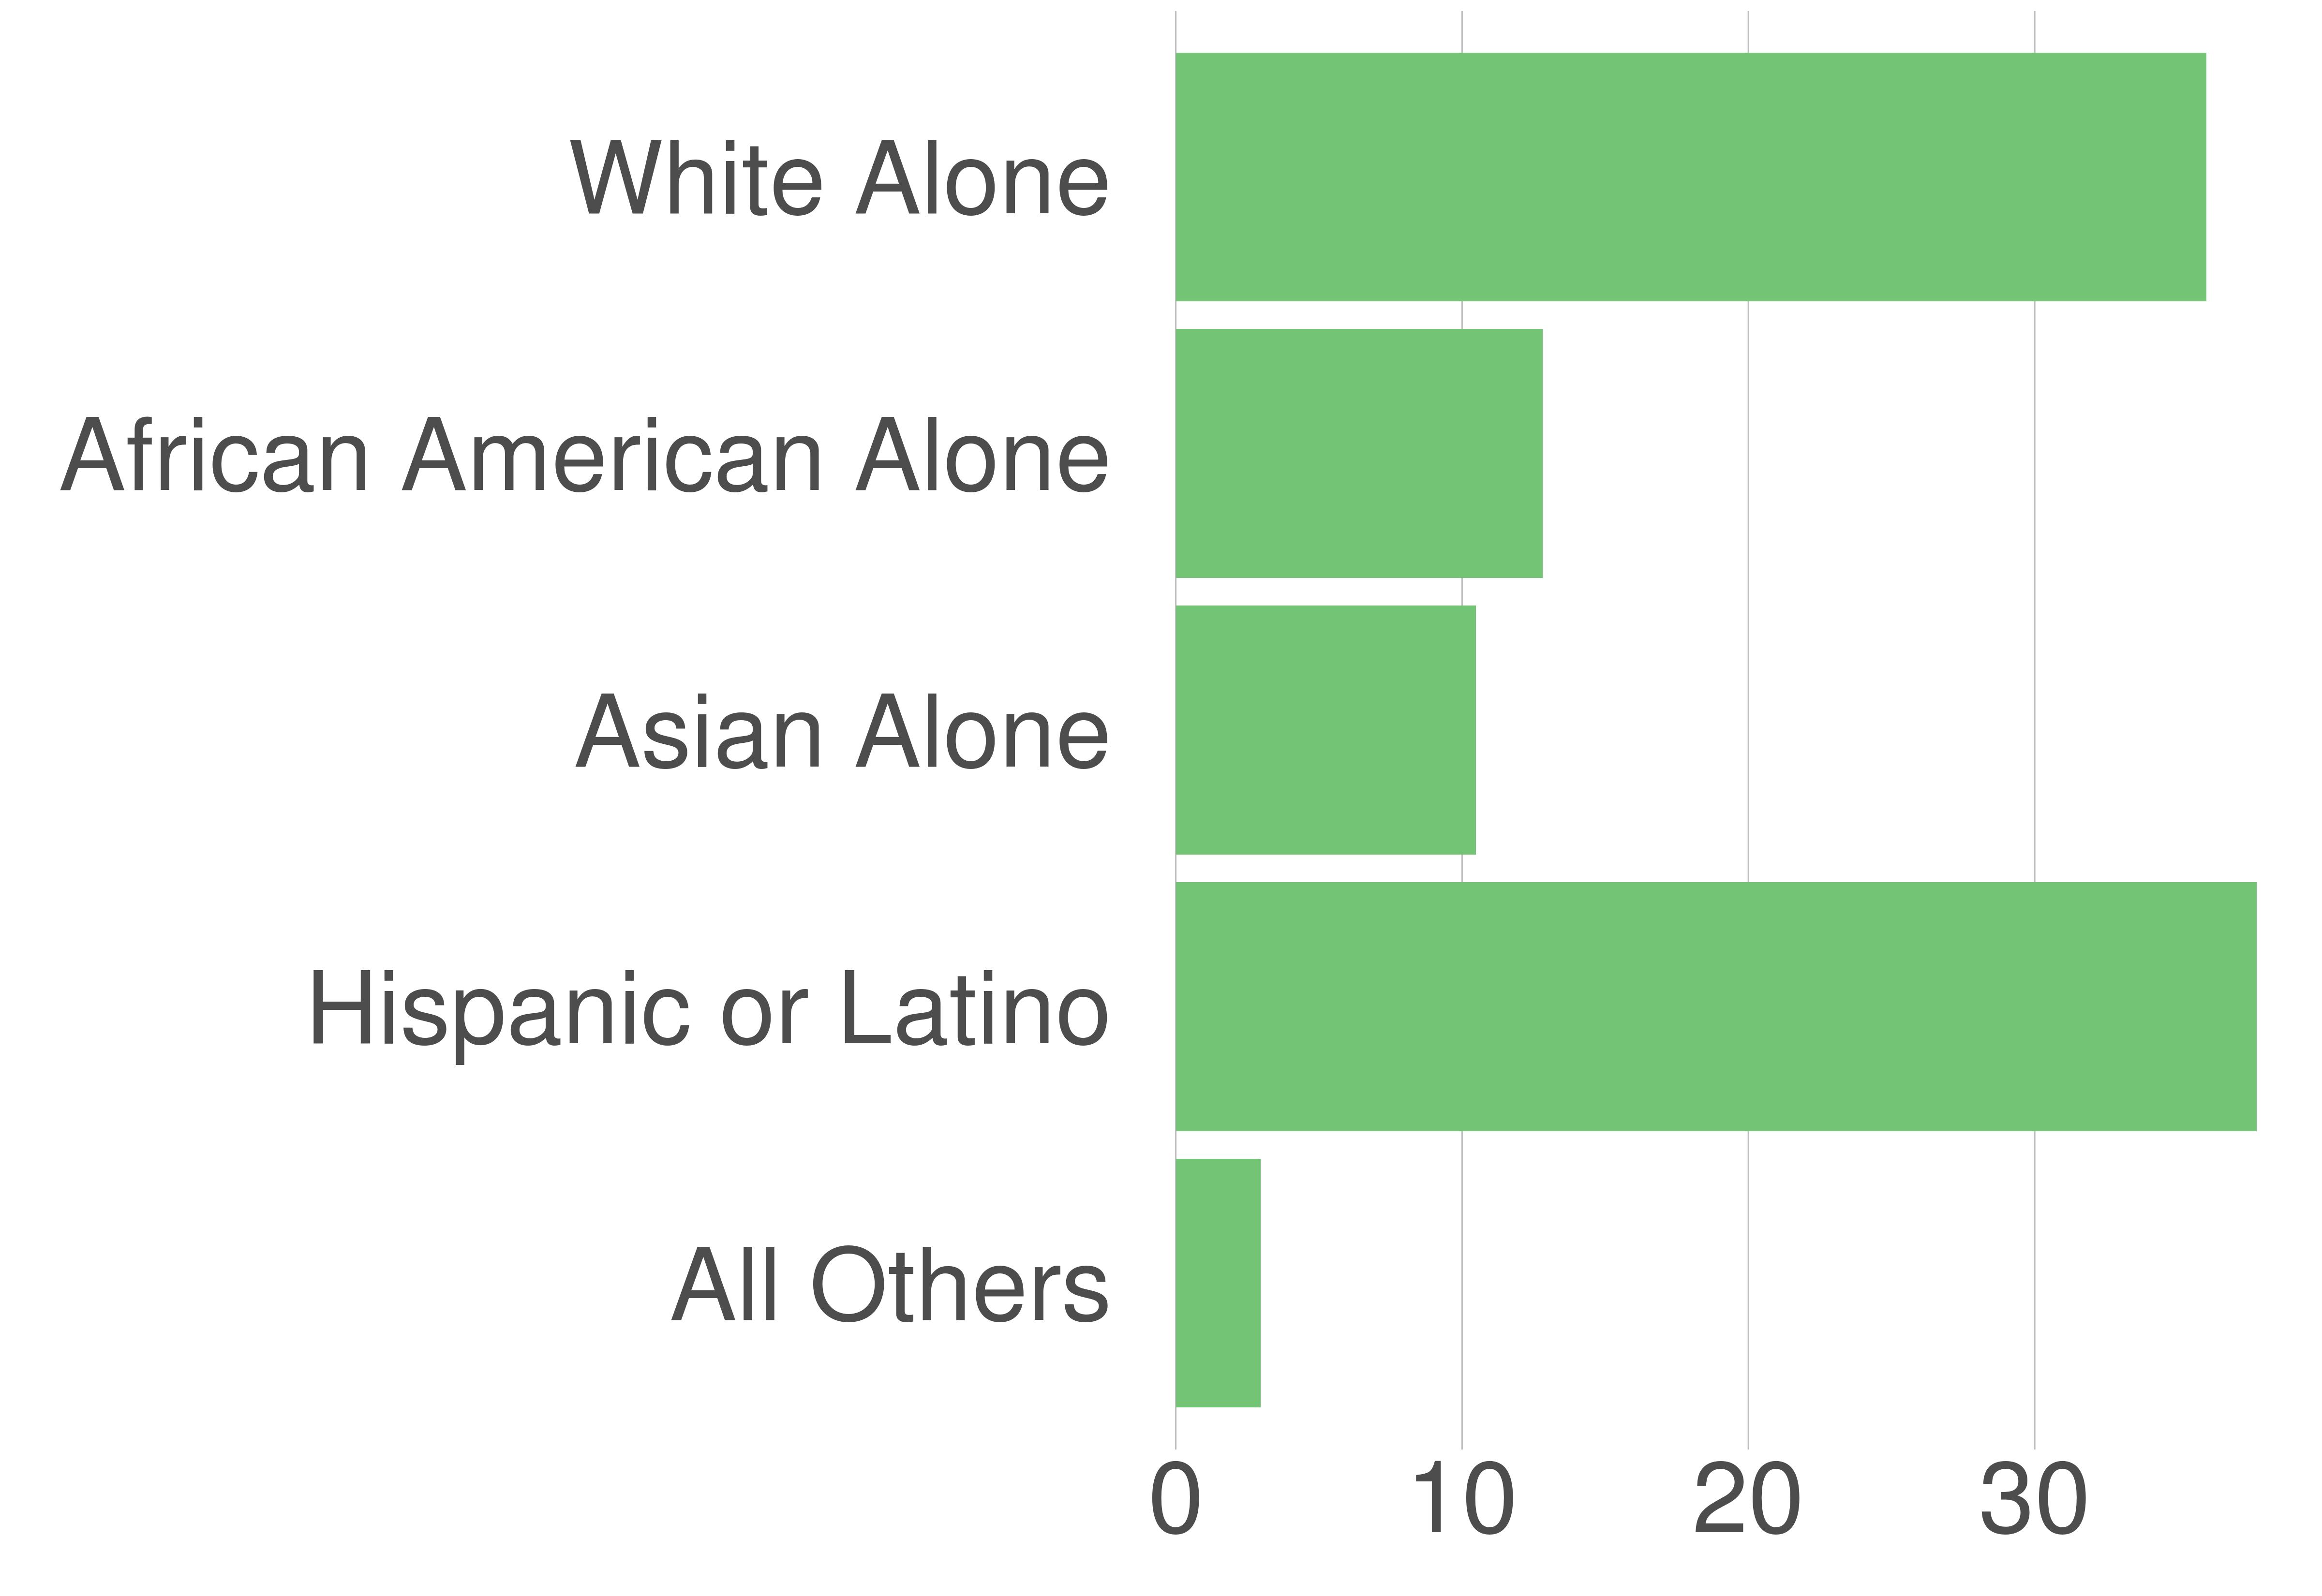 White Alone
African American Alone
Asian Alone
Hispanic or Latino
All Others
0 10 20 30